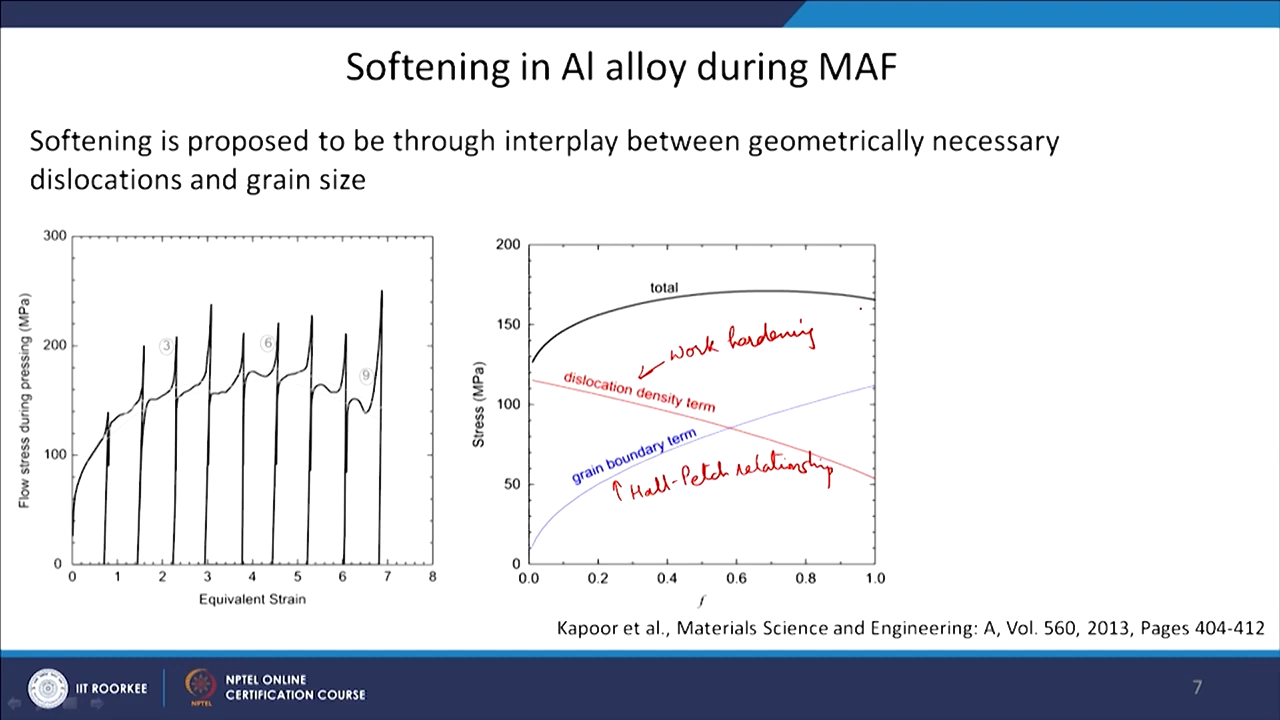 Softening in Al alloy during MAF
Softening is proposed to be through interplay between geometrically necessary
dislocations and grain size
300
200
100
0
Flow stress during pressing (MPa)
3
6
9
0 1 2 3 4 5 6 7 8
Equivalent Strain
200
150
100
50
0
Stress (MPa)
total
work hardening
dislocation density term
grain boundary term
↑ Hall-Petch relationship
0.0 0.2 0.4 0.6 0.8 1.0
f
Kapoor et al., Materials Science and Engineering: A, Vol. 560, 2013, Pages 404-412
IIT ROORKEE
NPTEL
NPTEL ONLINE
CERTIFICATION COURSE
7